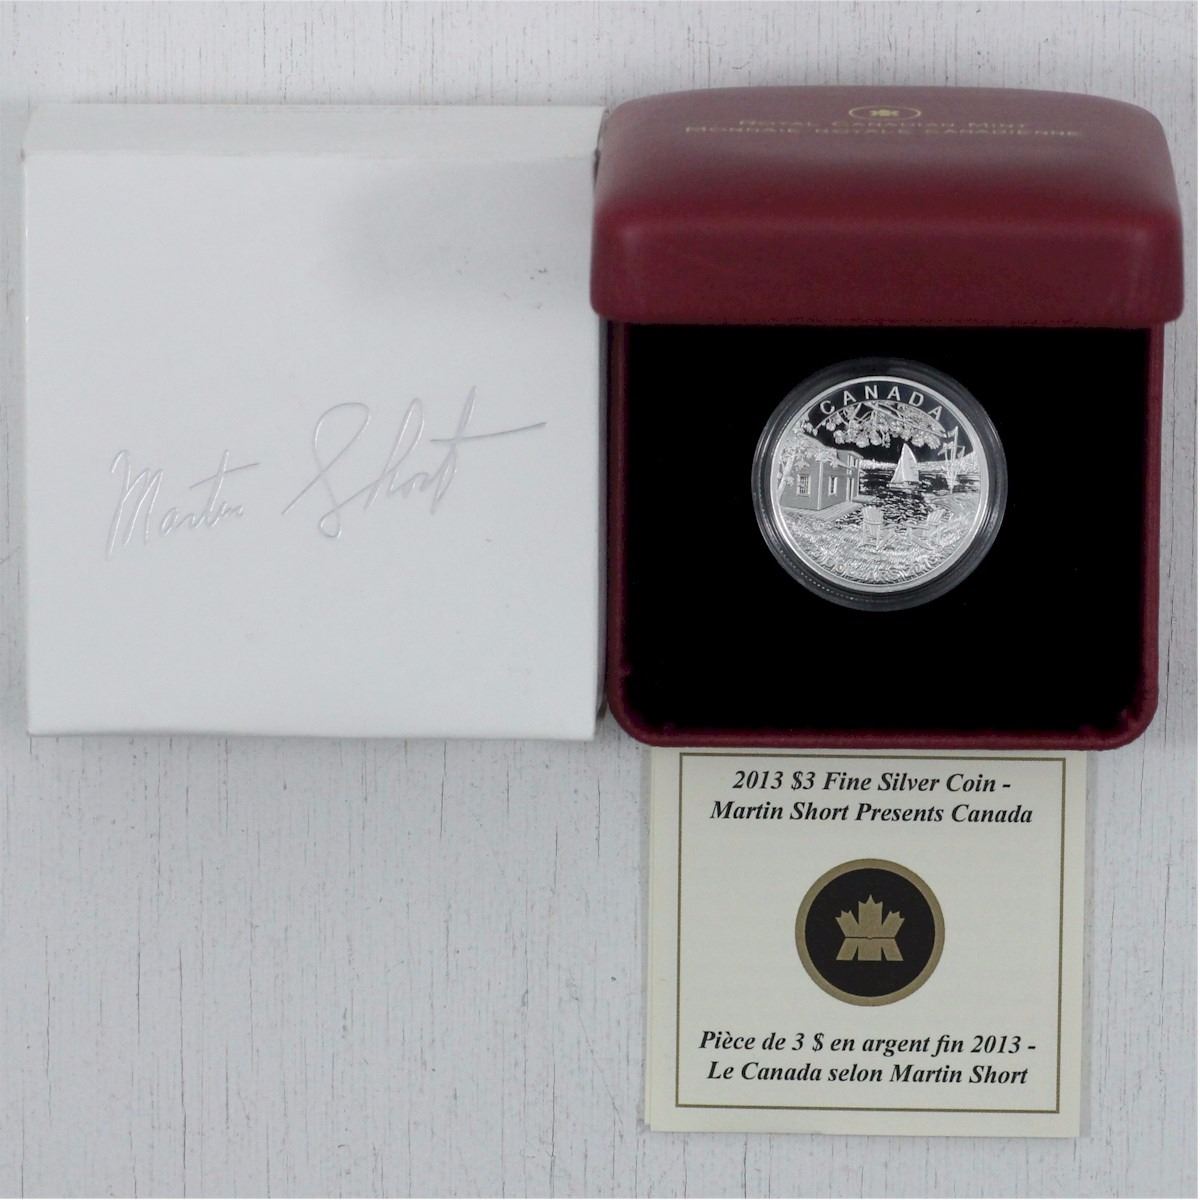 Martin Short
ROYAL CANADIAN MINT
MONNAIE ROYALE CANADIENNE
CANADA
2013 $3 Fine Silver Coin -
Martin Short Presents Canada
Pièce de 3 $ en argent fin 2013 -
Le Canada selon Martin Short